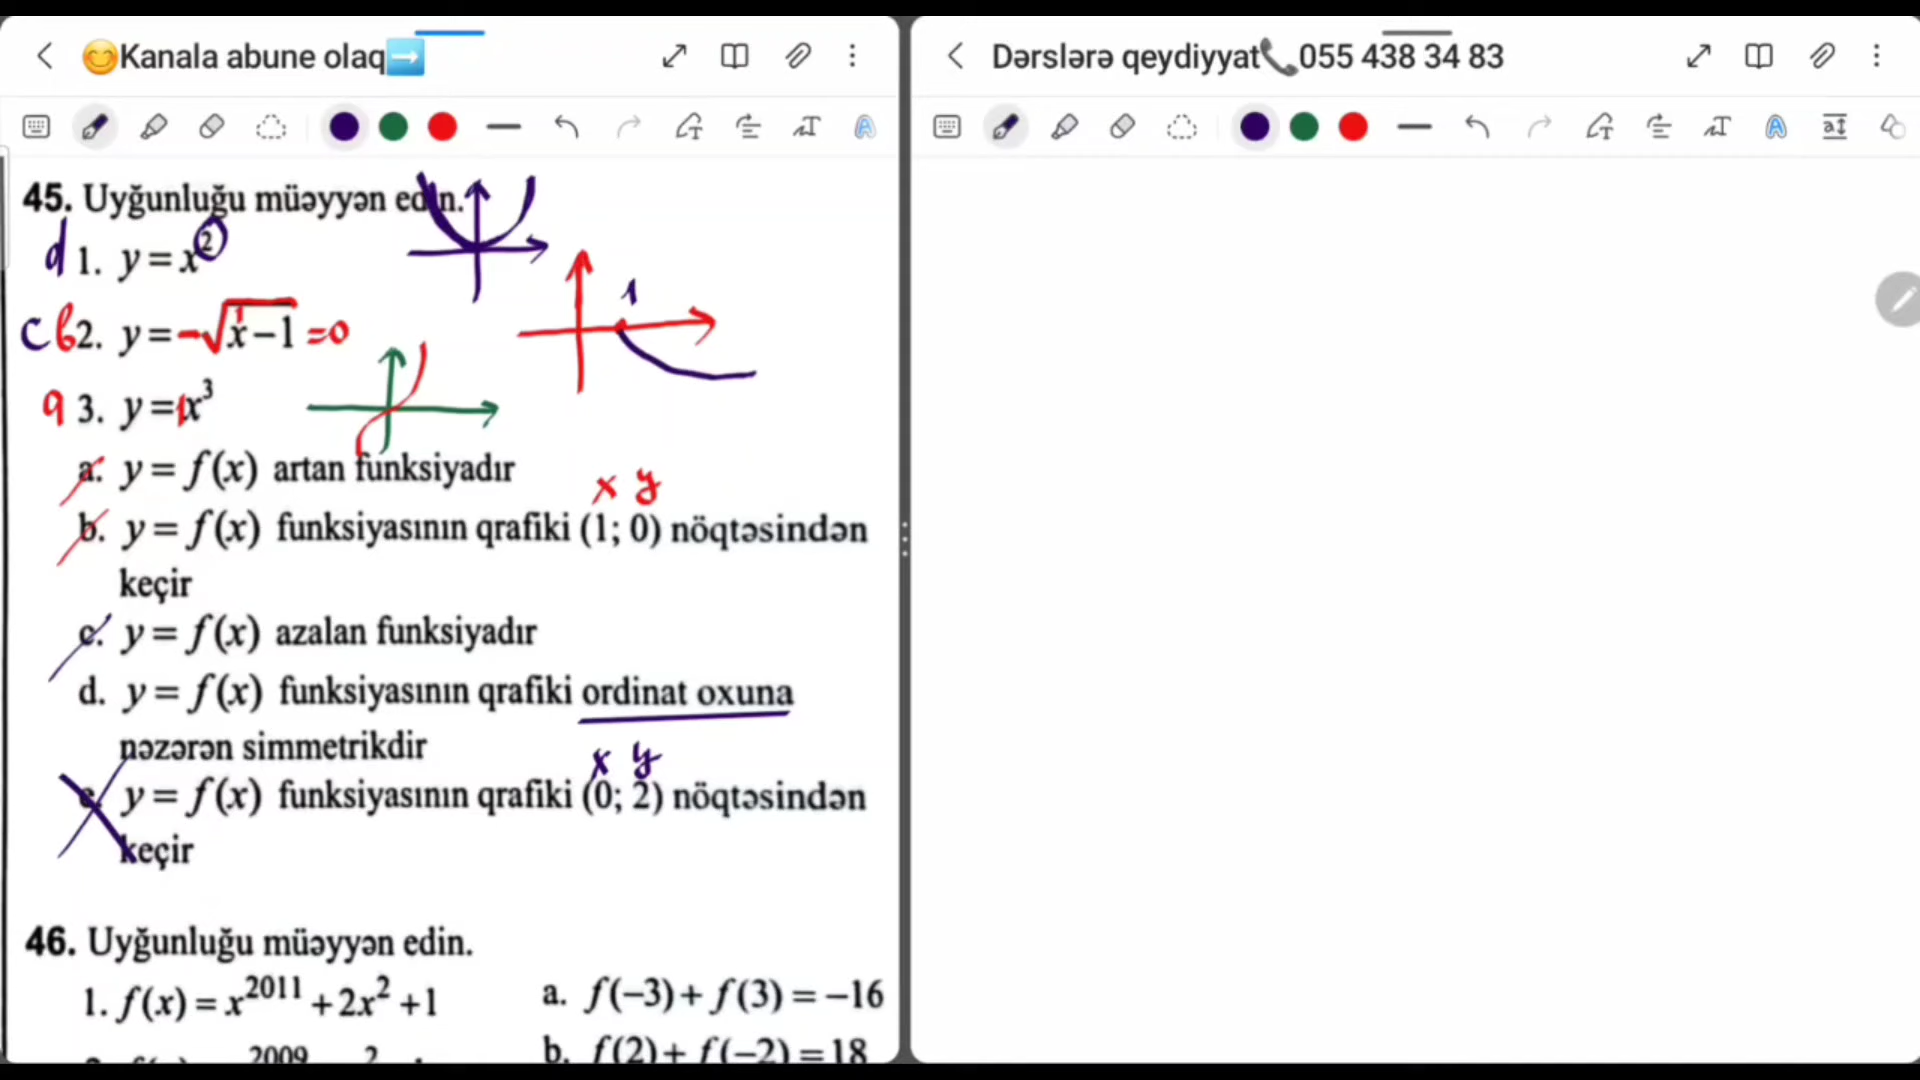 😊Kanala abune olaq➡️
Dərslərə qeydiyyat📞055 438 34 83
45. Uyğunluğu müəyyən edin.
d 1. y = x²
c b 2. y = −√x−1 = 0
1
a 3. y = x³
a. y = f(x) artan funksiyadır
x y
b. y = f(x) funksiyasının qrafiki (1; 0) nöqtəsindən
keçir
c. y = f(x) azalan funksiyadır
d. y = f(x) funksiyasının qrafiki ordinat oxuna
nəzərən simmetrikdir
x y
e. y = f(x) funksiyasının qrafiki (0; 2) nöqtəsindən
keçir
46. Uyğunluğu müəyyən edin.
1. f(x) = x²⁰¹¹ + 2x² + 1
a. f(−3) + f(3) = −16
b. f(2) + f(−2) = 18